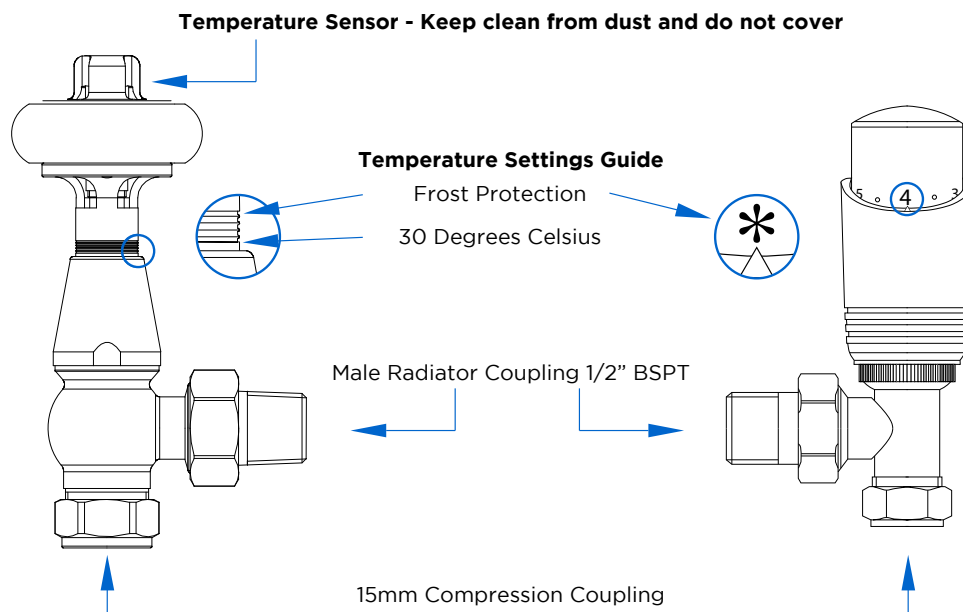 Temperature Sensor - Keep clean from dust and do not cover
Temperature Settings Guide
Frost Protection
30 Degrees Celsius
5 4 3
*
Male Radiator Coupling 1/2” BSPT
15mm Compression Coupling